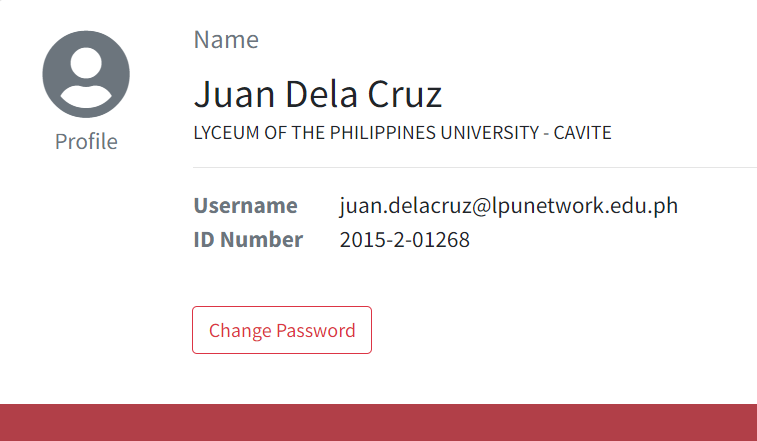 Name
Juan Dela Cruz
LYCEUM OF THE PHILIPPINES UNIVERSITY - CAVITE
Profile
Username juan.delacruz@lpunetwork.edu.ph
ID Number 2015-2-01268
Change Password